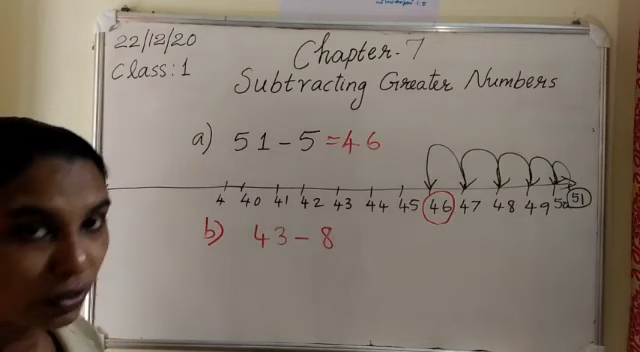 22/12/20
Class: 1
Chapter-7
Subtracting Greater Numbers
a) 51 - 5 = 46
4 40 41 42 43 44 45 46 47 48 49 50 51
b) 43 - 8